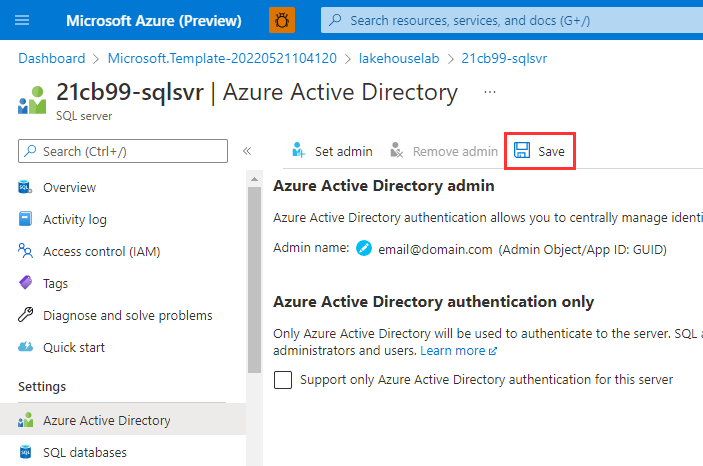 Microsoft Azure (Preview)
Search resources, services, and docs (G+/)
Dashboard > Microsoft.Template-20220521104120 > lakehouselab > 21cb99-sqlsvr
21cb99-sqlsvr | Azure Active Directory ...
SQL server
Search (Ctrl+/)
«
Overview
Activity log
Access control (IAM)
Tags
Diagnose and solve problems
Quick start
Settings
Azure Active Directory
SQL databases
Set admin
Remove admin
Save
Azure Active Directory admin
Azure Active Directory authentication allows you to centrally manage identi
Admin name: email@domain.com (Admin Object/App ID: GUID)
Azure Active Directory authentication only
Only Azure Active Directory will be used to authenticate to the server. SQL a
administrators and users. Learn more
Support only Azure Active Directory authentication for this server